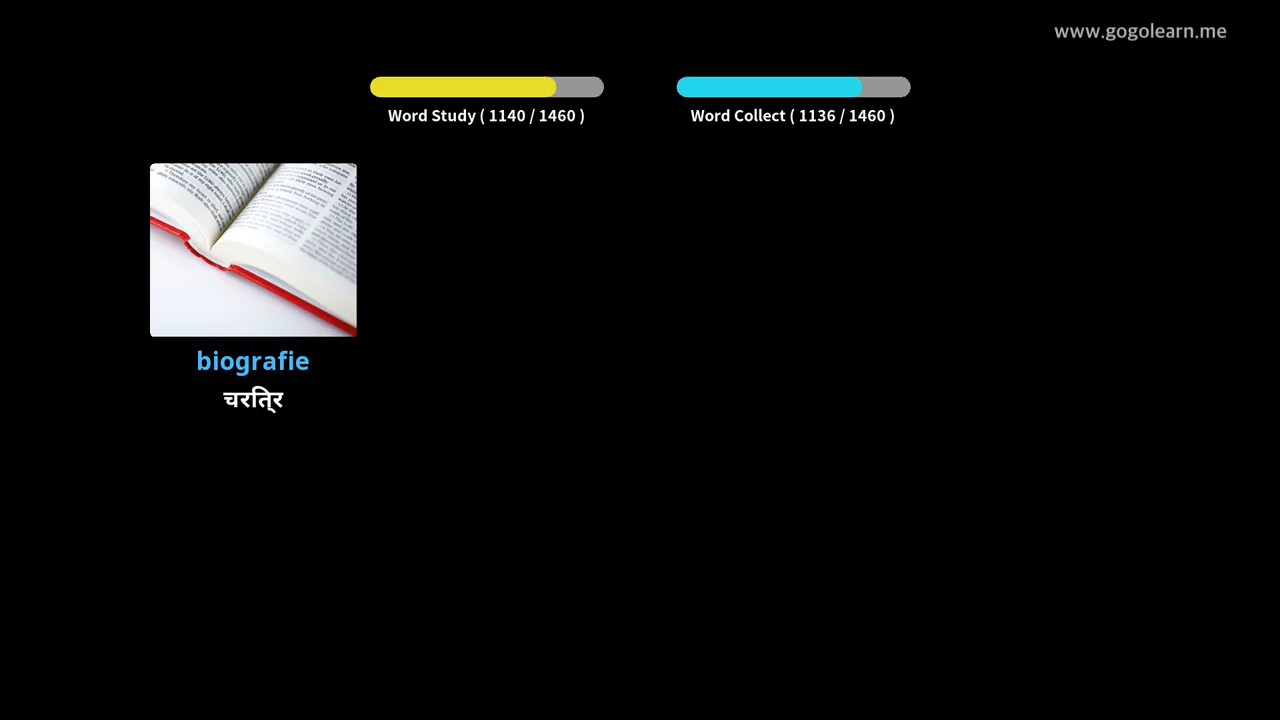 www.gogolearn.me
Word Study ( 1140 / 1460 )
Word Collect ( 1136 / 1460 )
biografie
चरित्र